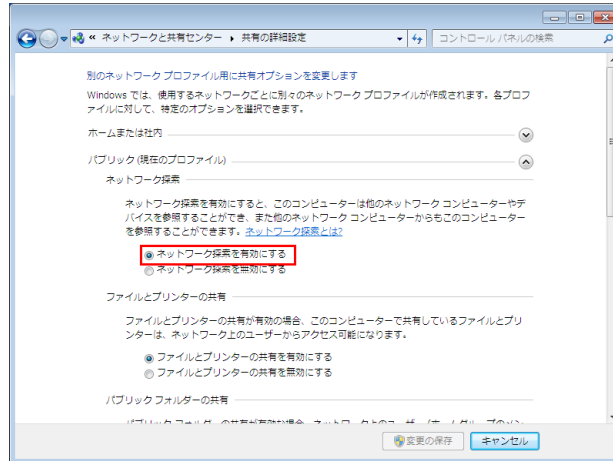 « ネットワークと共有センター ▸ 共有の詳細設定
コントロール パネルの検索
別のネットワーク プロファイル用に共有オプションを変更します
Windows では、使用するネットワークごとに別々のネットワーク プロファイルが作成されます。各プロフ
ァイルに対して、特定のオプションを選択できます。
ホームまたは社内
パブリック (現在のプロファイル)
ネットワーク探索
ネットワーク探索を有効にすると、このコンピューターは他のネットワーク コンピューターやデ
バイスを参照することができ、また他のネットワーク コンピューターからもこのコンピューター
を参照することができます。ネットワーク探索とは?
ネットワーク探索を有効にする
ネットワーク探索を無効にする
ファイルとプリンターの共有
ファイルとプリンターの共有が有効の場合、このコンピューターで共有しているファイルとプリ
ンターは、ネットワーク上のユーザーからアクセス可能になります。
ファイルとプリンターの共有を有効にする
ファイルとプリンターの共有を無効にする
パブリック フォルダーの共有
変更の保存
キャンセル